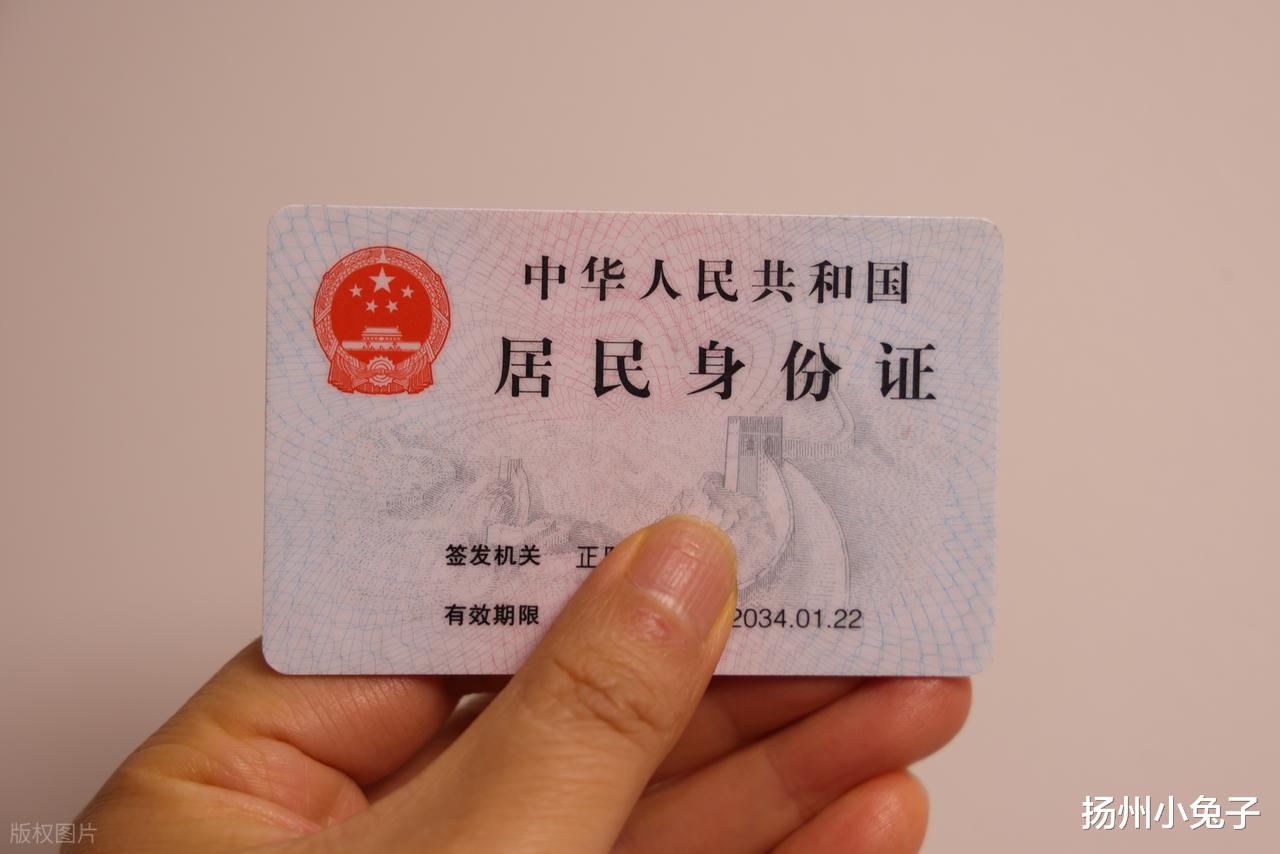 中华人民共和国
居民身份证
签发机关 正
有效期限 2034.01.22
版权图片
扬州小兔子